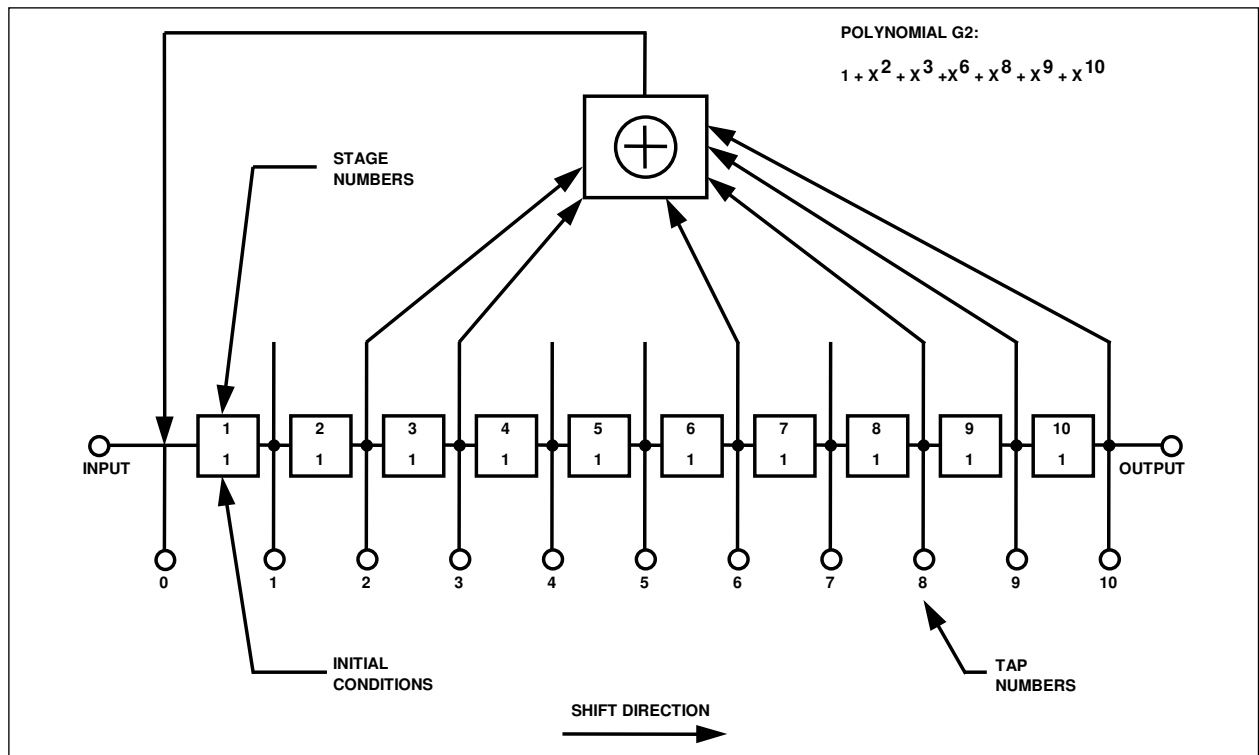 POLYNOMIAL G2:
1 + X2 + X3 +X6 + X8 + X9 + X10
STAGE
NUMBERS
1 2 3 4 5 6 7 8 9 10
1 1 1 1 1 1 1 1 1 1
INPUT
OUTPUT
0 1 2 3 4 5 6 7 8 9 10
INITIAL
CONDITIONS
TAP
NUMBERS
SHIFT DIRECTION